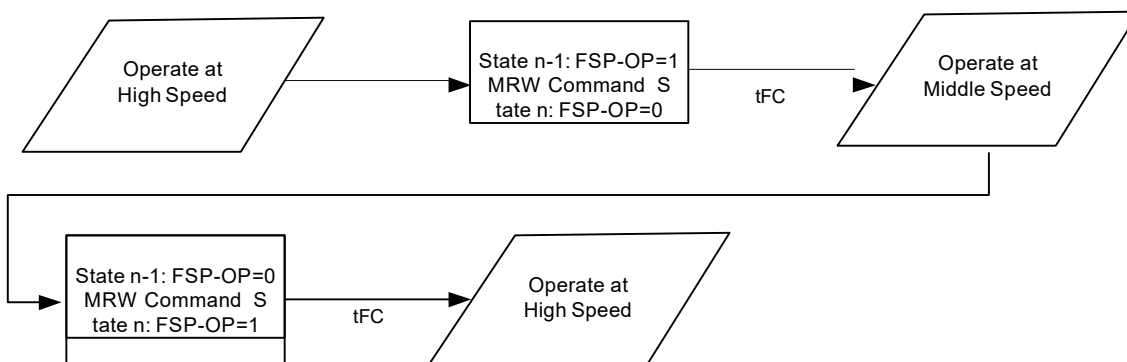 Operate at
High Speed
State n-1: FSP-OP=1
MRW Command S
tate n: FSP-OP=0
tFC
Operate at
Middle Speed
State n-1: FSP-OP=0
MRW Command S
tate n: FSP-OP=1
tFC
Operate at
High Speed